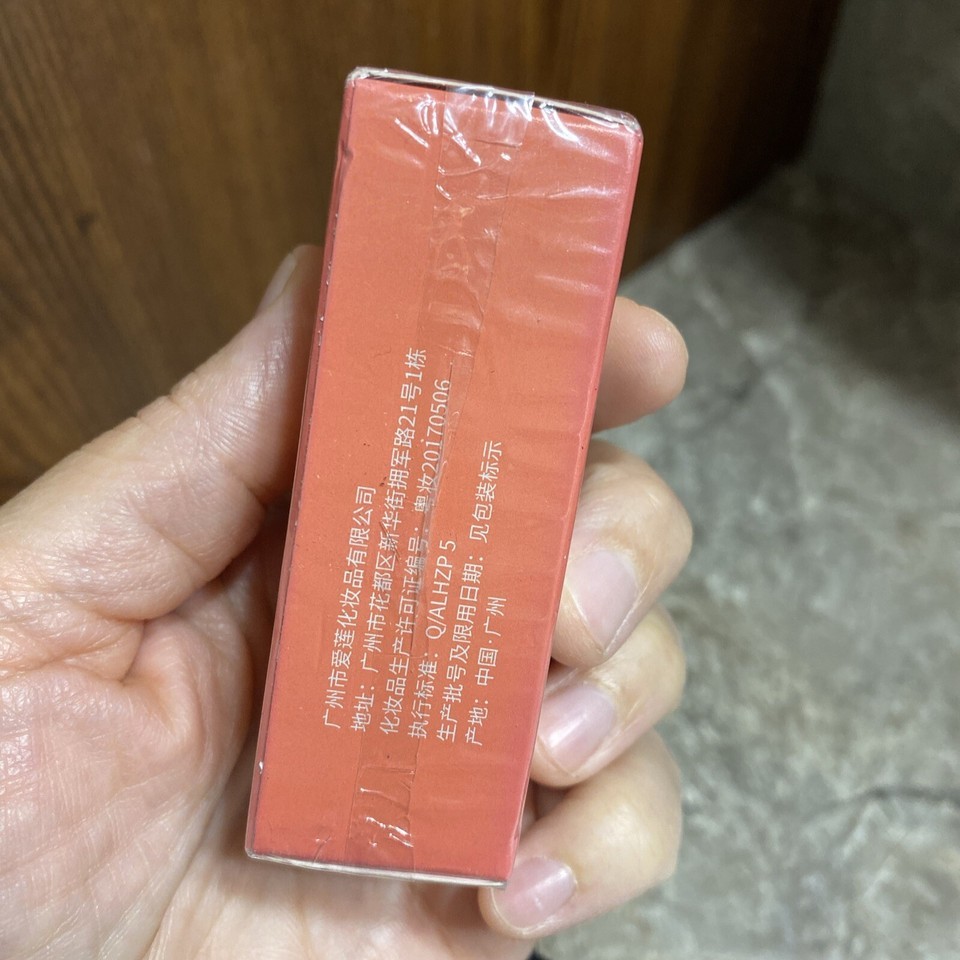 广州市爱莲化妆品有限公司
地址：广州市花都区新华街拥军路21号1栋
化妆品生产许可证编号：粤妆20170506
执行标准：Q/ALHZP 5
生产批号及限用日期：见包装标示
产地：中国·广州